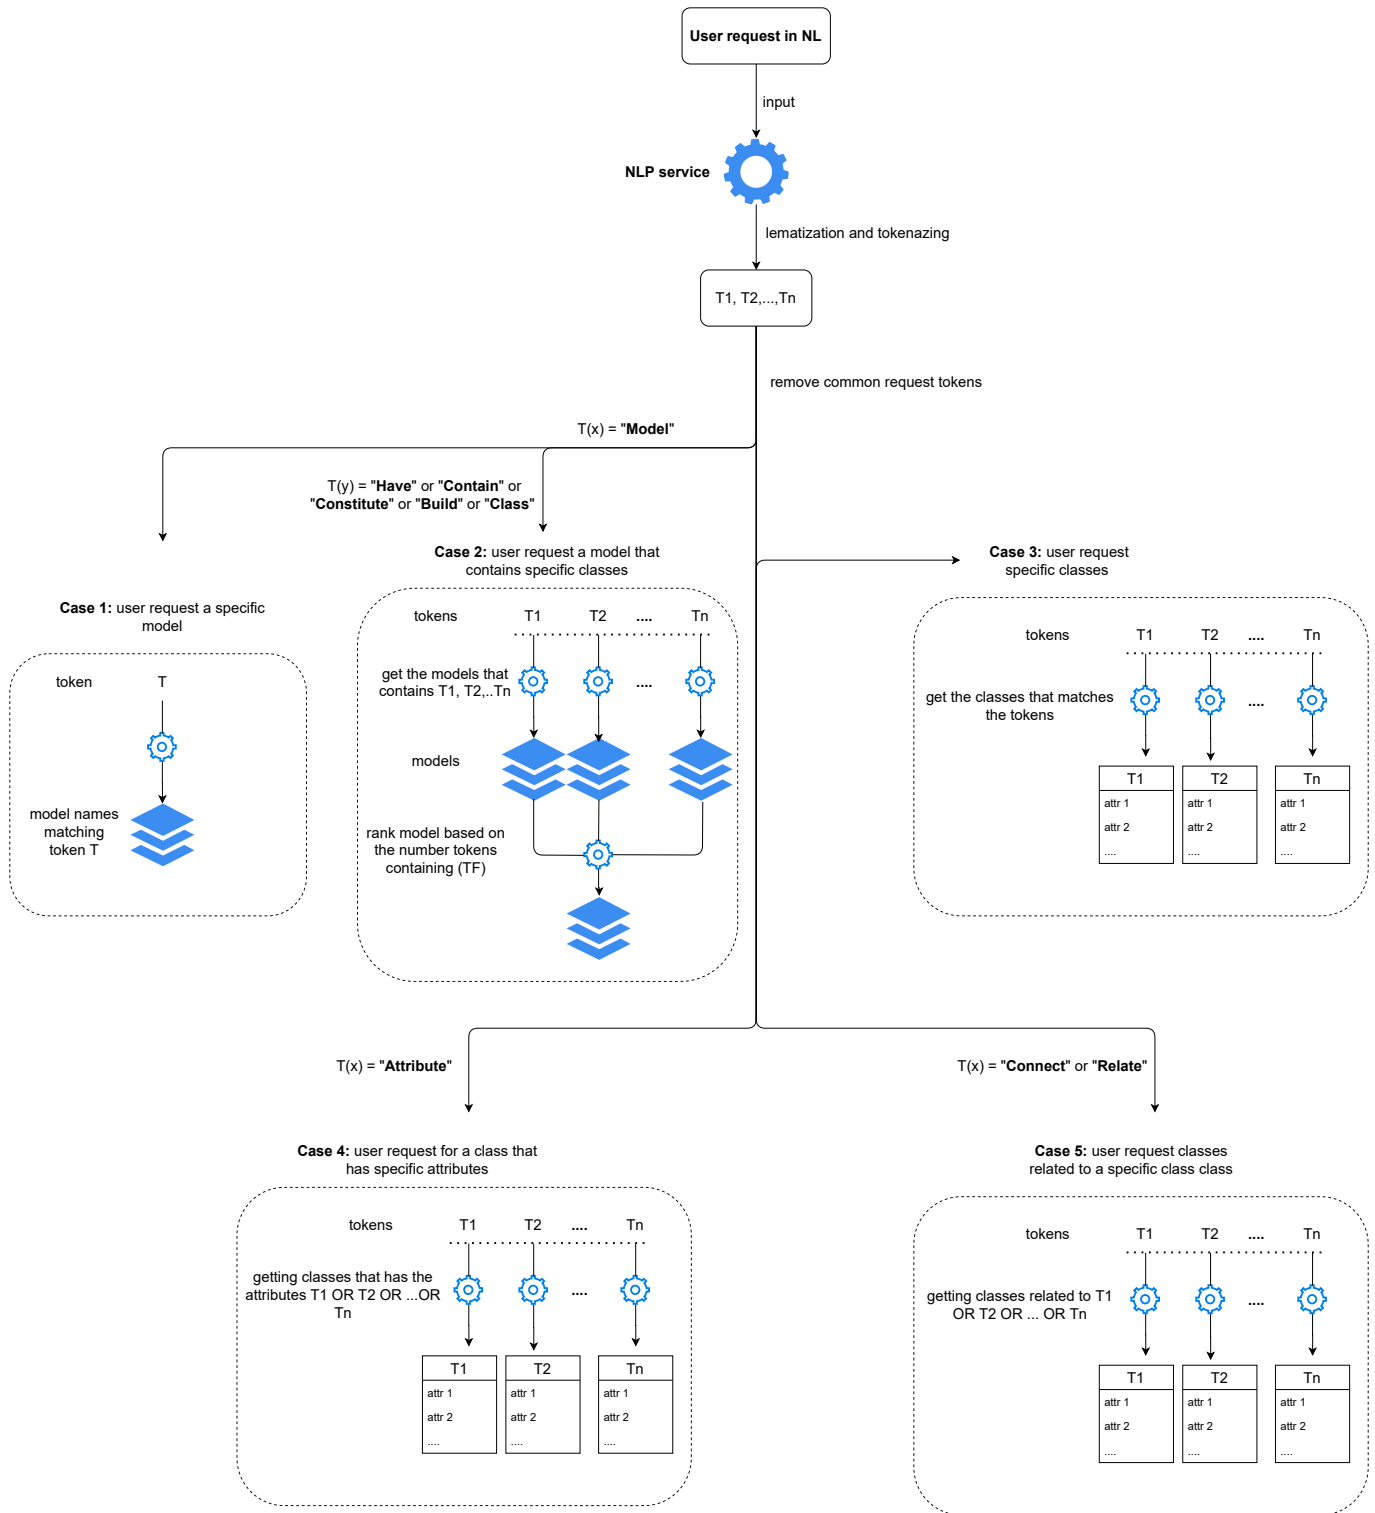 User request in NL
input
NLP service
lematization and tokenazing
T1, T2,...,Tn
remove common request tokens
T(x) = "Model"
T(y) = "Have" or "Contain" or
"Constitute" or "Build" or "Class"
Case 1: user request a specific
model
token
T
model names
matching
token T
Case 2: user request a model that
contains specific classes
tokens T1 T2 .... Tn
get the models that
contains T1, T2,..Tn
....
models
rank model based on
the number tokens
containing (TF)
Case 3: user request
specific classes
tokens T1 T2 .... Tn
get the classes that matches
the tokens
....
T1 T2 Tn
attr 1 attr 1 attr 1
attr 2 attr 2 attr 2
.... .... ....
T(x) = "Attribute"
Case 4: user request for a class that
has specific attributes
tokens T1 T2 .... Tn
getting classes that has the
attributes T1 OR T2 OR ...OR
Tn
....
T1 T2 Tn
attr 1 attr 1 attr 1
attr 2 attr 2 attr 2
.... .... ....
T(x) = "Connect" or "Relate"
Case 5: user request classes
related to a specific class class
tokens T1 T2 .... Tn
getting classes related to T1
OR T2 OR ... OR Tn
....
T1 T2 Tn
attr 1 attr 1 attr 1
attr 2 attr 2 attr 2
.... .... ....